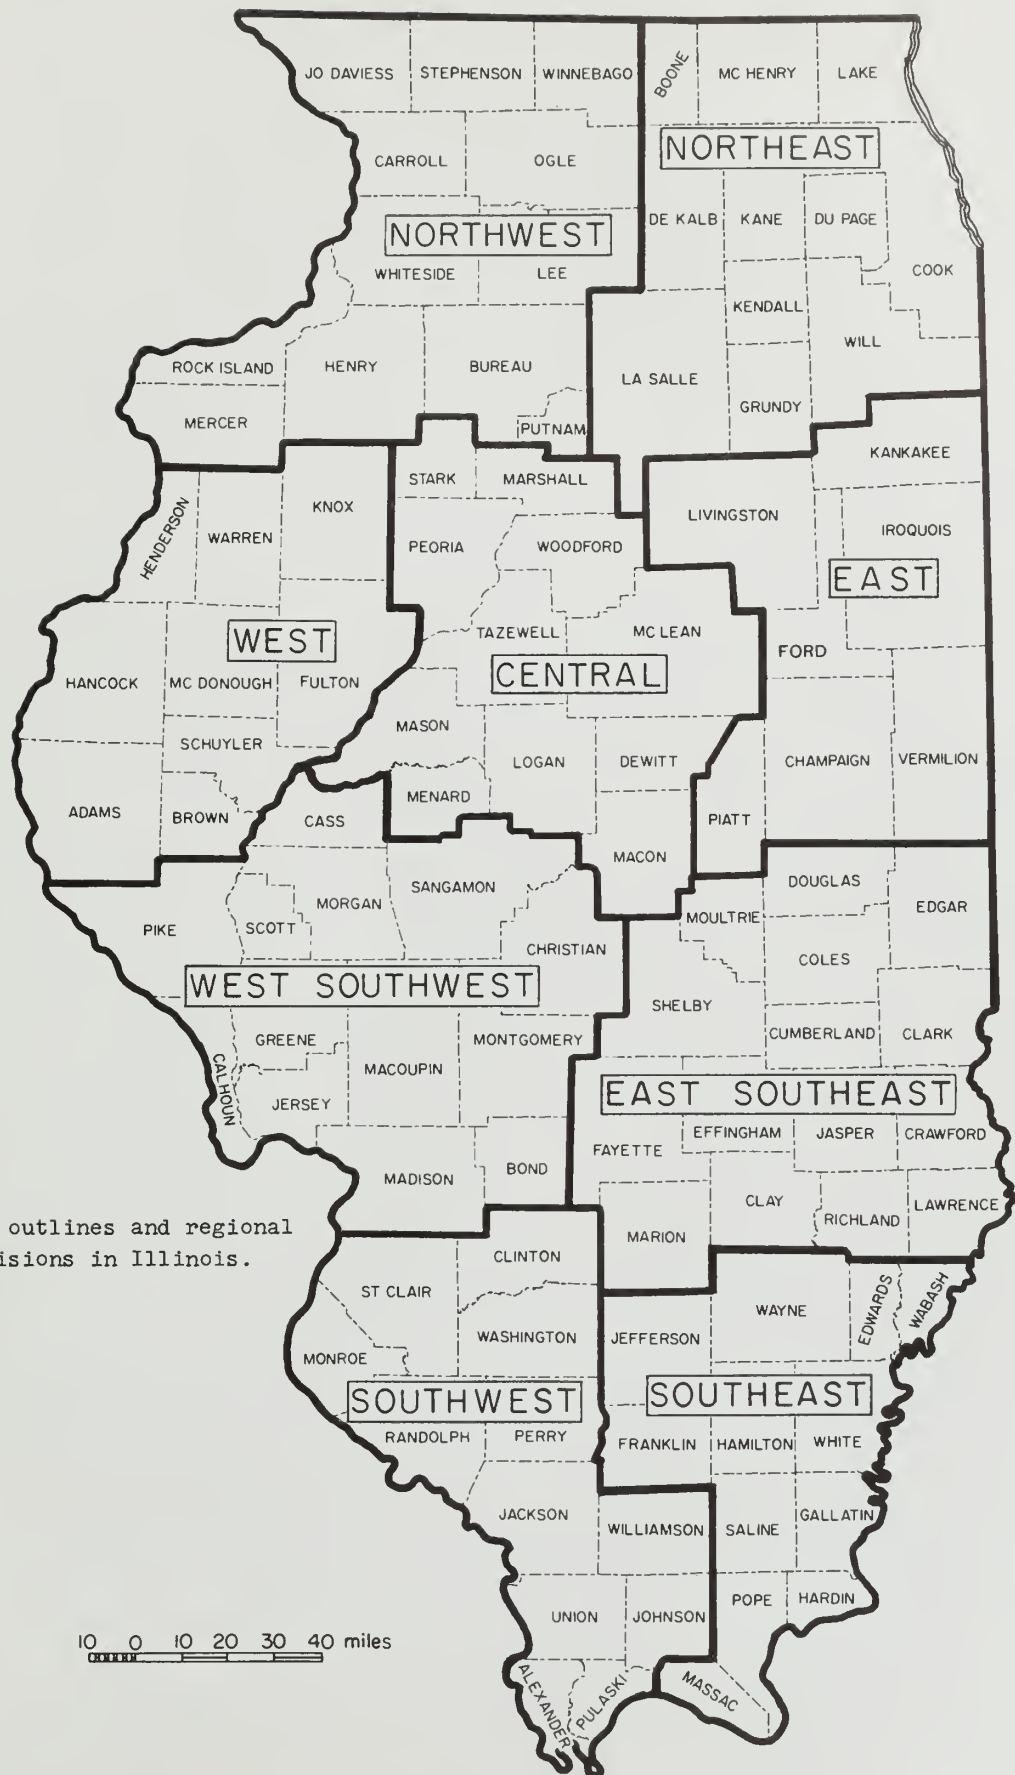 JO DAVIESS STEPHENSON WINNEBAGO BOONE MC HENRY LAKE
NORTHEAST
CARROLL OGLE
DE KALB KANE DU PAGE
NORTHWEST
WHITESIDE LEE COOK
KENDALL
WILL
ROCK ISLAND HENRY BUREAU LA SALLE
GRUNDY
MERCER PUTNAM
KANKAKEE
STARK MARSHALL
KNOX LIVINGSTON
HENDERSON WARREN PEORIA WOODFORD IROQUOIS
EAST
WEST TAZEWELL MC LEAN
FORD
CENTRAL
HANCOCK MC DONOUGH FULTON
MASON
SCHUYLER
LOGAN DEWITT CHAMPAIGN VERMILION
MENARD
ADAMS BROWN CASS PIATT
MACON
SANGAMON DOUGLAS
MORGAN MOULTRIE EDGAR
PIKE SCOTT
CHRISTIAN COLES
WEST SOUTHWEST
SHELBY
GREENE MONTGOMERY CUMBERLAND CLARK
MACOUPIN
CALHOUN
JERSEY
EAST SOUTHEAST
EFFINGHAM JASPER CRAWFORD
FAYETTE
MADISON BOND
CLAY LAWRENCE
RICHLAND
outlines and regional
isions in Illinois.
MARION
CLINTON
ST CLAIR
WAYNE EDWARDS WABASH
WASHINGTON JEFFERSON
MONROE
SOUTHWEST SOUTHEAST
RANDOLPH PERRY FRANKLIN HAMILTON WHITE
JACKSON GALLATIN
WILLIAMSON SALINE
POPE HARDIN
UNION JOHNSON
10 0 10 20 30 40 miles
ALEXANDER PULASKI MASSAC